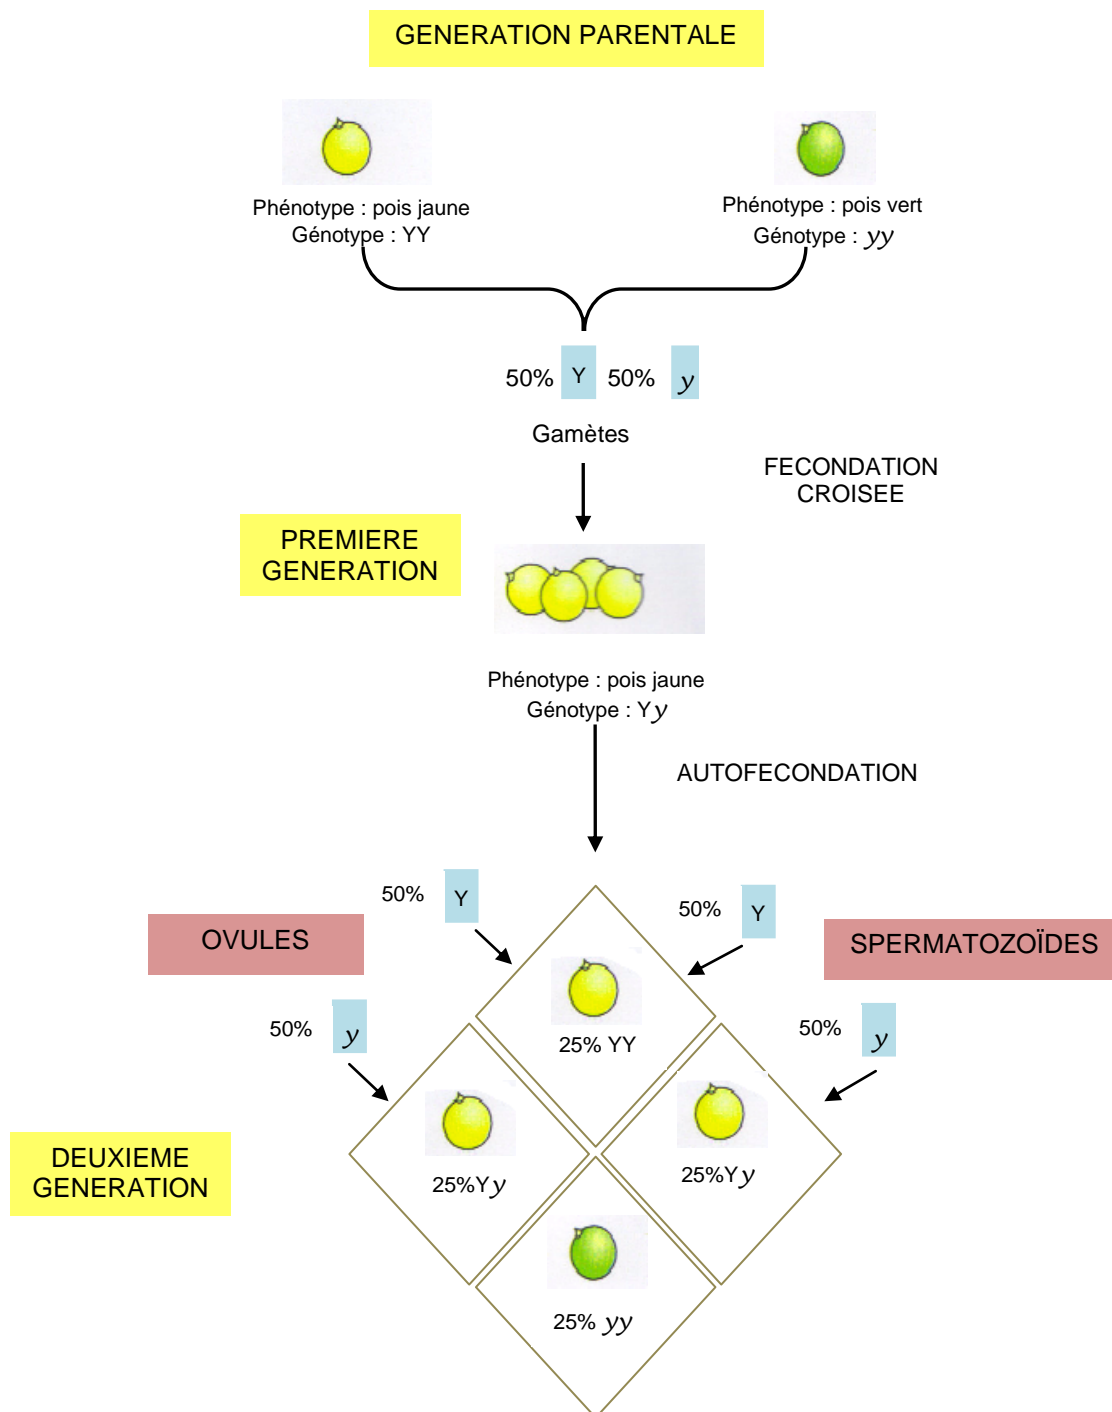 GENERATION PARENTALE
Phénotype : pois jaune
Génotype : YY
Phénotype : pois vert
Génotype : yy
50% Y 50% y
Gamètes
FECONDATION
CROISEE
PREMIERE
GENERATION
Phénotype : pois jaune
Génotype : Yy
AUTOFECONDATION
50% Y
50% Y
OVULES
SPERMATOZOÏDES
50% y
50% y
25% YY
25%Yy
25%Yy
DEUXIEME
GENERATION
25% yy